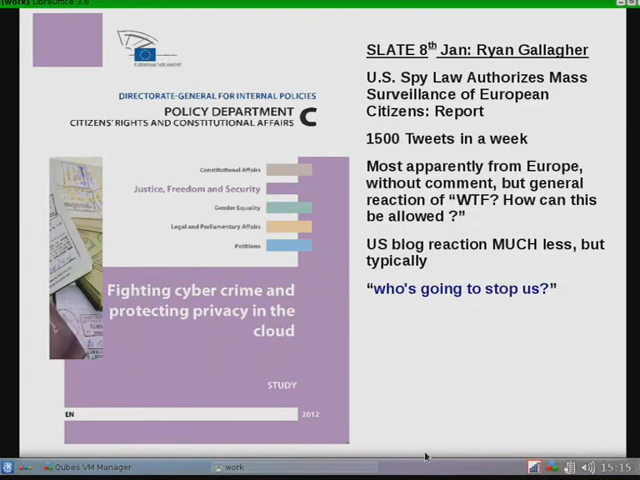 [work] LibreOffice 3.6
EUROPEAN PARLIAMENT
DIRECTORATE-GENERAL FOR INTERNAL POLICIES
POLICY DEPARTMENT
CITIZENS' RIGHTS AND CONSTITUTIONAL AFFAIRS
C
Constitutional Affairs
Justice, Freedom and Security
Gender Equality
Legal and Parliamentary Affairs
Petitions
Fighting cyber crime and
protecting privacy in the
cloud
STUDY
EN 2012
SLATE 8th Jan: Ryan Gallagher
U.S. Spy Law Authorizes Mass
Surveillance of European
Citizens: Report
1500 Tweets in a week
Most apparently from Europe,
without comment, but general
reaction of “WTF? How can this
be allowed ?”
US blog reaction MUCH less, but
typically
“who's going to stop us?”
Qubes VM Manager
work
15:15